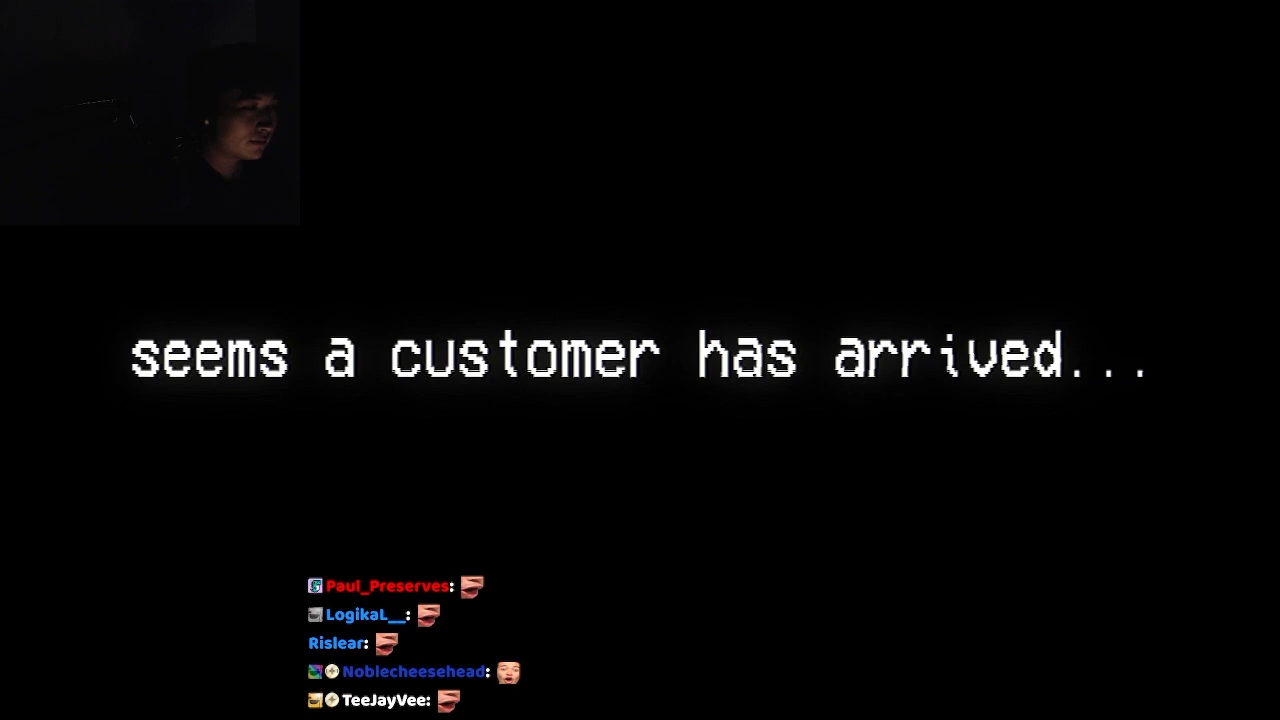 seems a customer has arrived...
Paul_Preserves:
LogikaL__:
Rislear:
Noblecheesehead:
TeeJayVee: